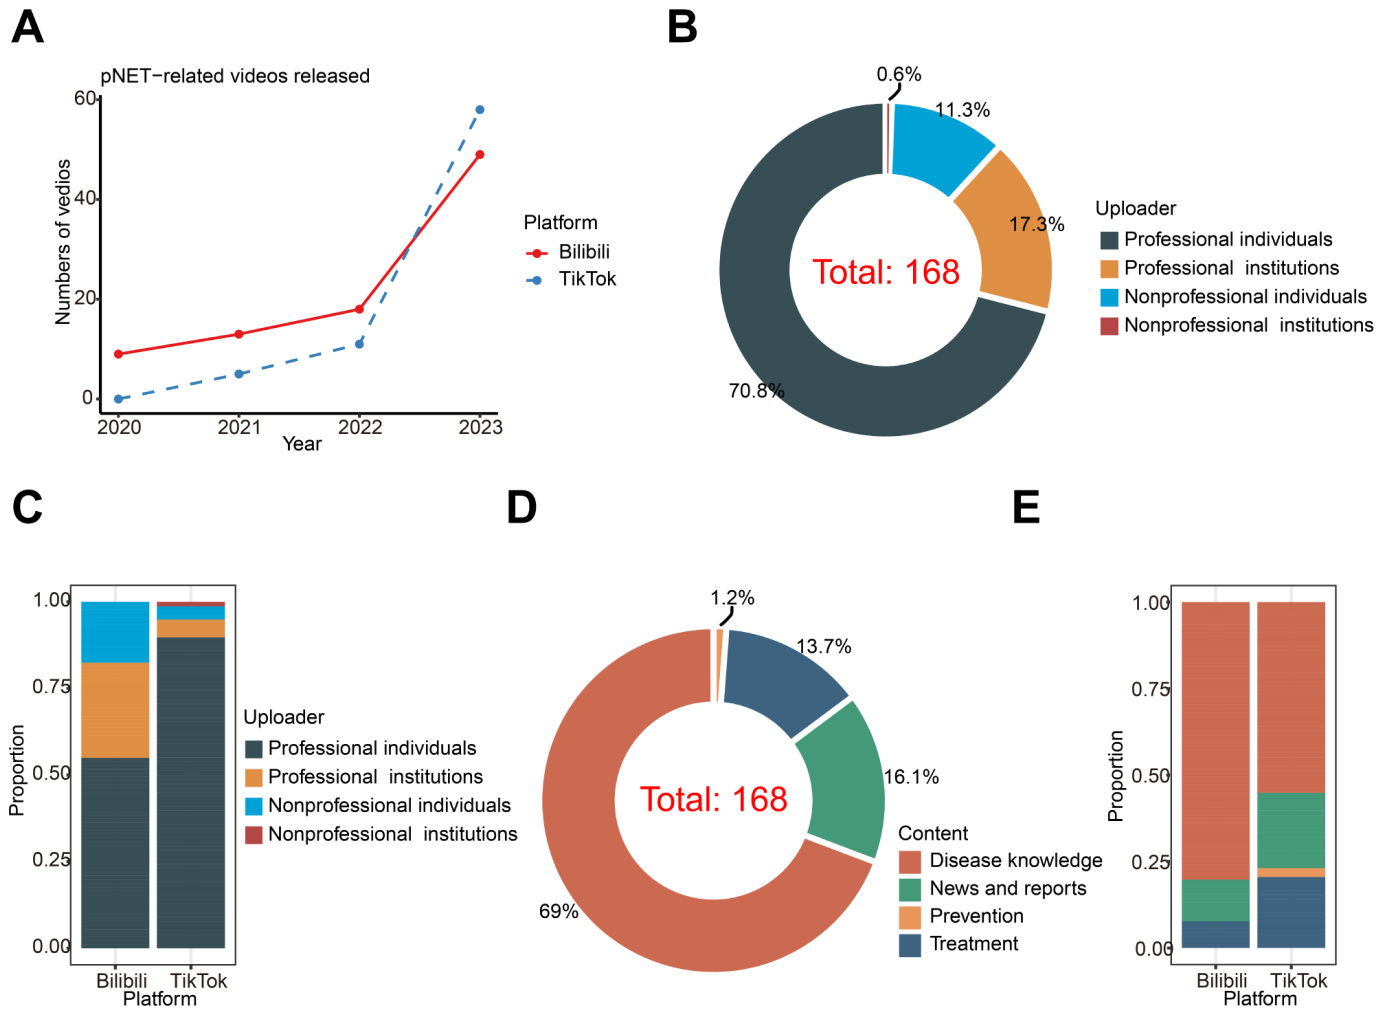 A
pNET-related videos released
60
40
20
0
Numbers of vedios
2020 2021 2022 2023
Year
Platform
Bilibili
TikTok
B
0.6%
11.3%
17.3%
70.8%
Total: 168
Uploader
Professional individuals
Professional institutions
Nonprofessional individuals
Nonprofessional institutions
C
1.00
0.75
0.50
0.25
0.00
Proportion
Bilibili TikTok
Platform
Uploader
Professional individuals
Professional institutions
Nonprofessional individuals
Nonprofessional institutions
D
1.2%
13.7%
16.1%
69%
Total: 168
Content
Disease knowledge
News and reports
Prevention
Treatment
E
1.00
0.75
0.50
0.25
0.00
Proportion
Bilibili TikTok
Platform